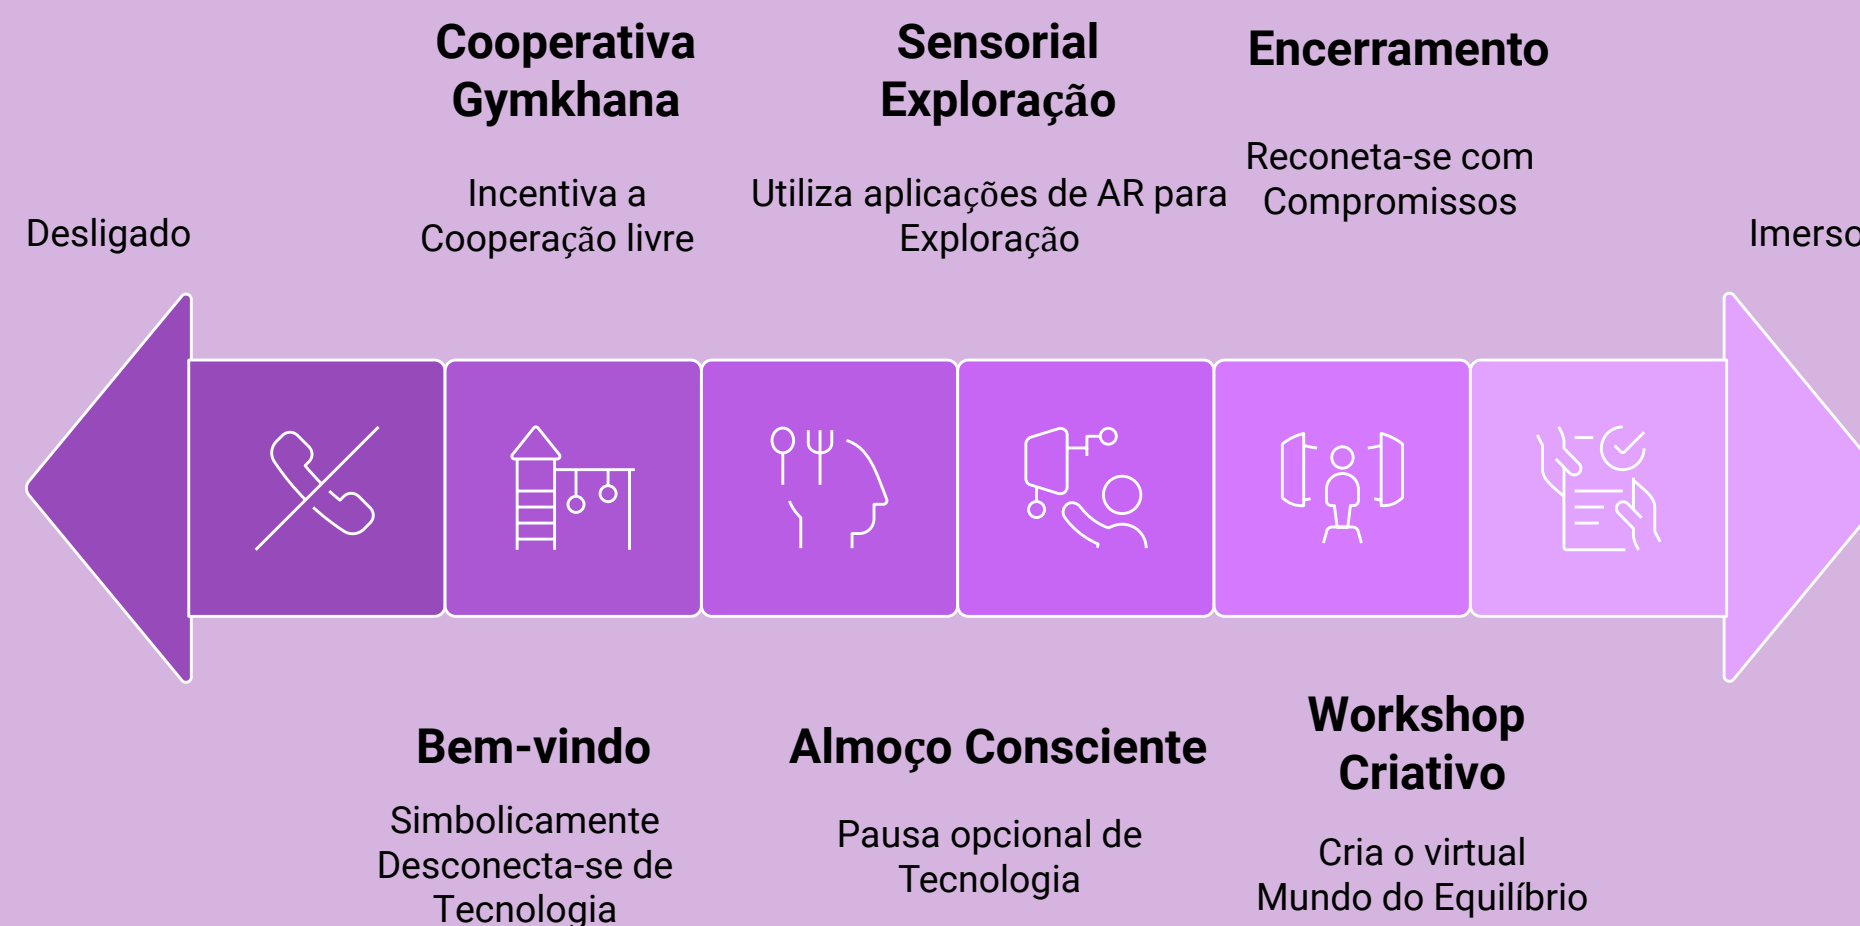 Cooperativa
Gymkhana
Incentiva a
Cooperação livre
Sensorial
Exploração
Utiliza aplicações de AR para
Exploração
Encerramento
Reconeta-se com
Compromissos
Desligado
Imerso
Bem-vindo
Simbolicamente
Desconecta-se de
Tecnologia
Almoço Consciente
Pausa opcional de
Tecnologia
Workshop
Criativo
Cria o virtual
Mundo do Equilíbrio